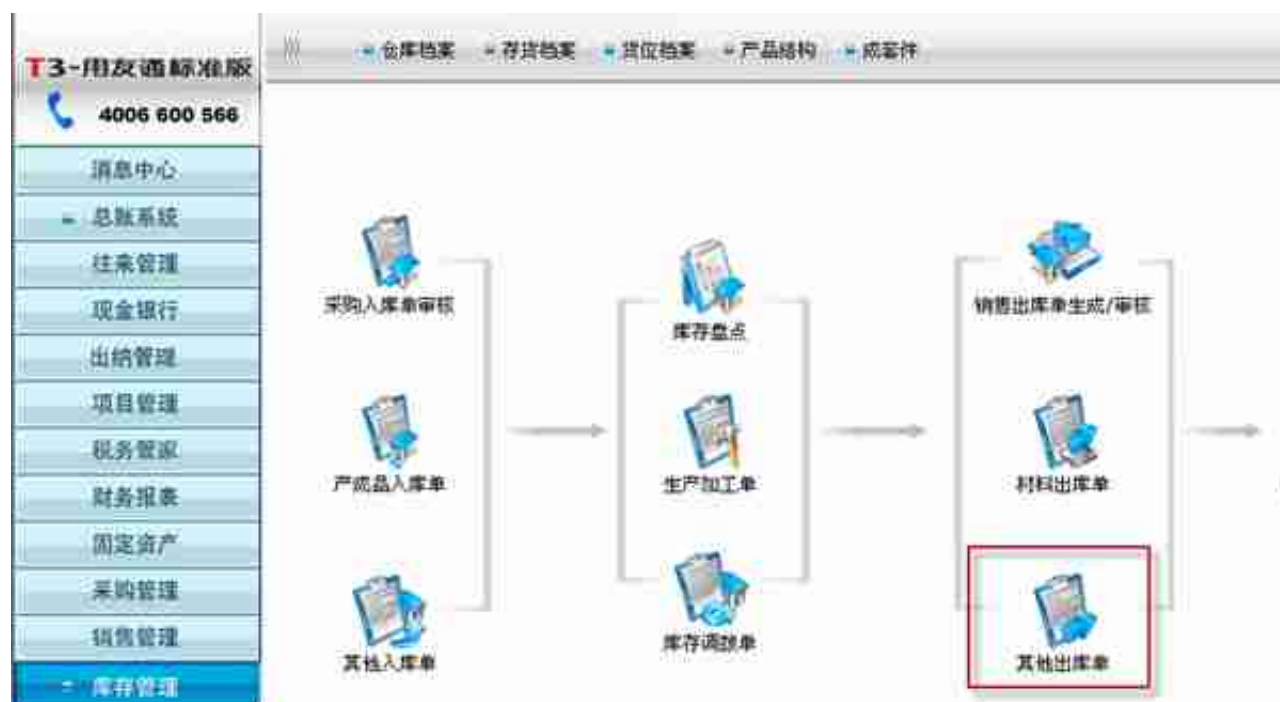 T3-用友通标准版
4006 600 566
仓库档案 存货档案 货位档案 产品结构 成套件
消息中心
总账系统
往来管理
现金银行
出纳管理
项目管理
税务管家
财务报表
固定资产
采购管理
销售管理
库存管理
采购入库单审核
库存盘点
销售出库单生成/审核
产成品入库单
生产加工单
材料出库单
其他入库单
库存调拨单
其他出库单